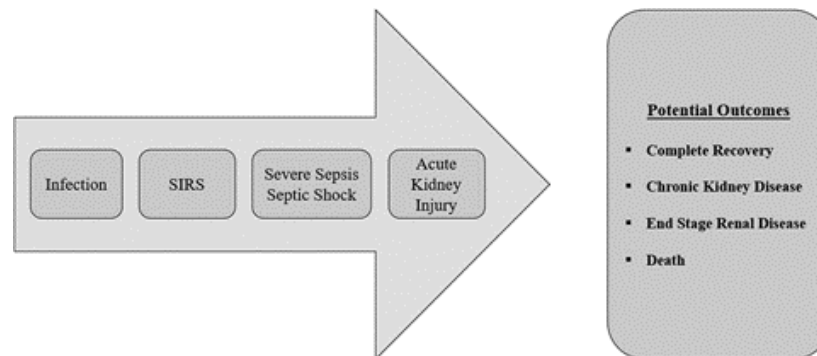 Infection
SIRS
Severe Sepsis
Septic Shock
Acute
Kidney
Injury
Potential Outcomes
▪ Complete Recovery
▪ Chronic Kidney Disease
▪ End Stage Renal Disease
▪ Death